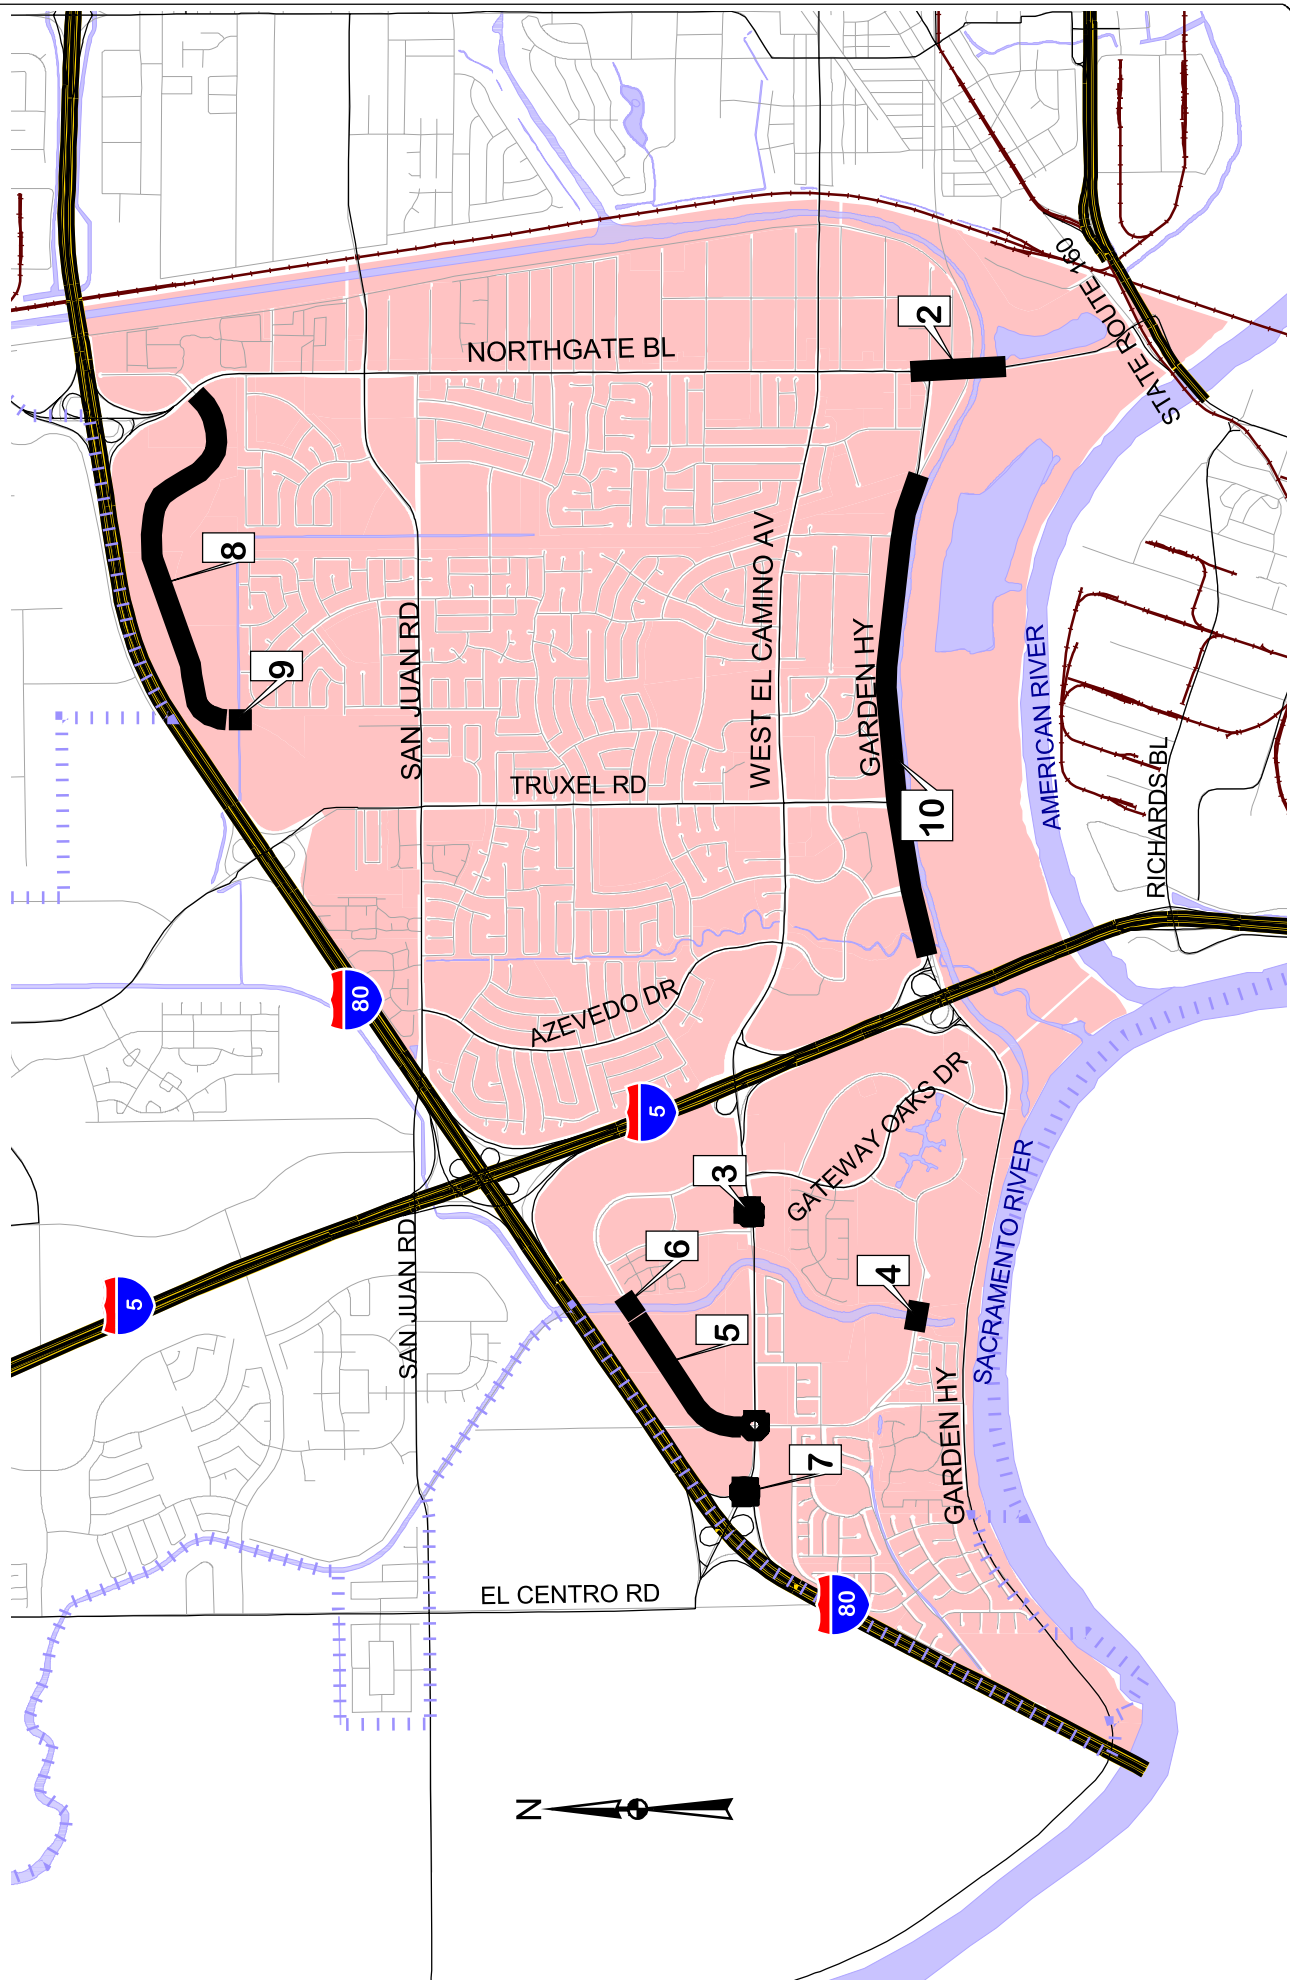 STATE ROUTE 160
2
NORTHGATE BL
8
9
SAN JUAN RD
WEST EL CAMINO AV
GARDEN HY
AMERICAN RIVER
TRUXEL RD
10
RICHARDS BL
80
AZEVEDO DR
5
GATEWAY OAKS DR
3
SACRAMENTO RIVER
6
4
5
SAN JUAN RD
5
7
GARDEN HY
EL CENTRO RD
80
N